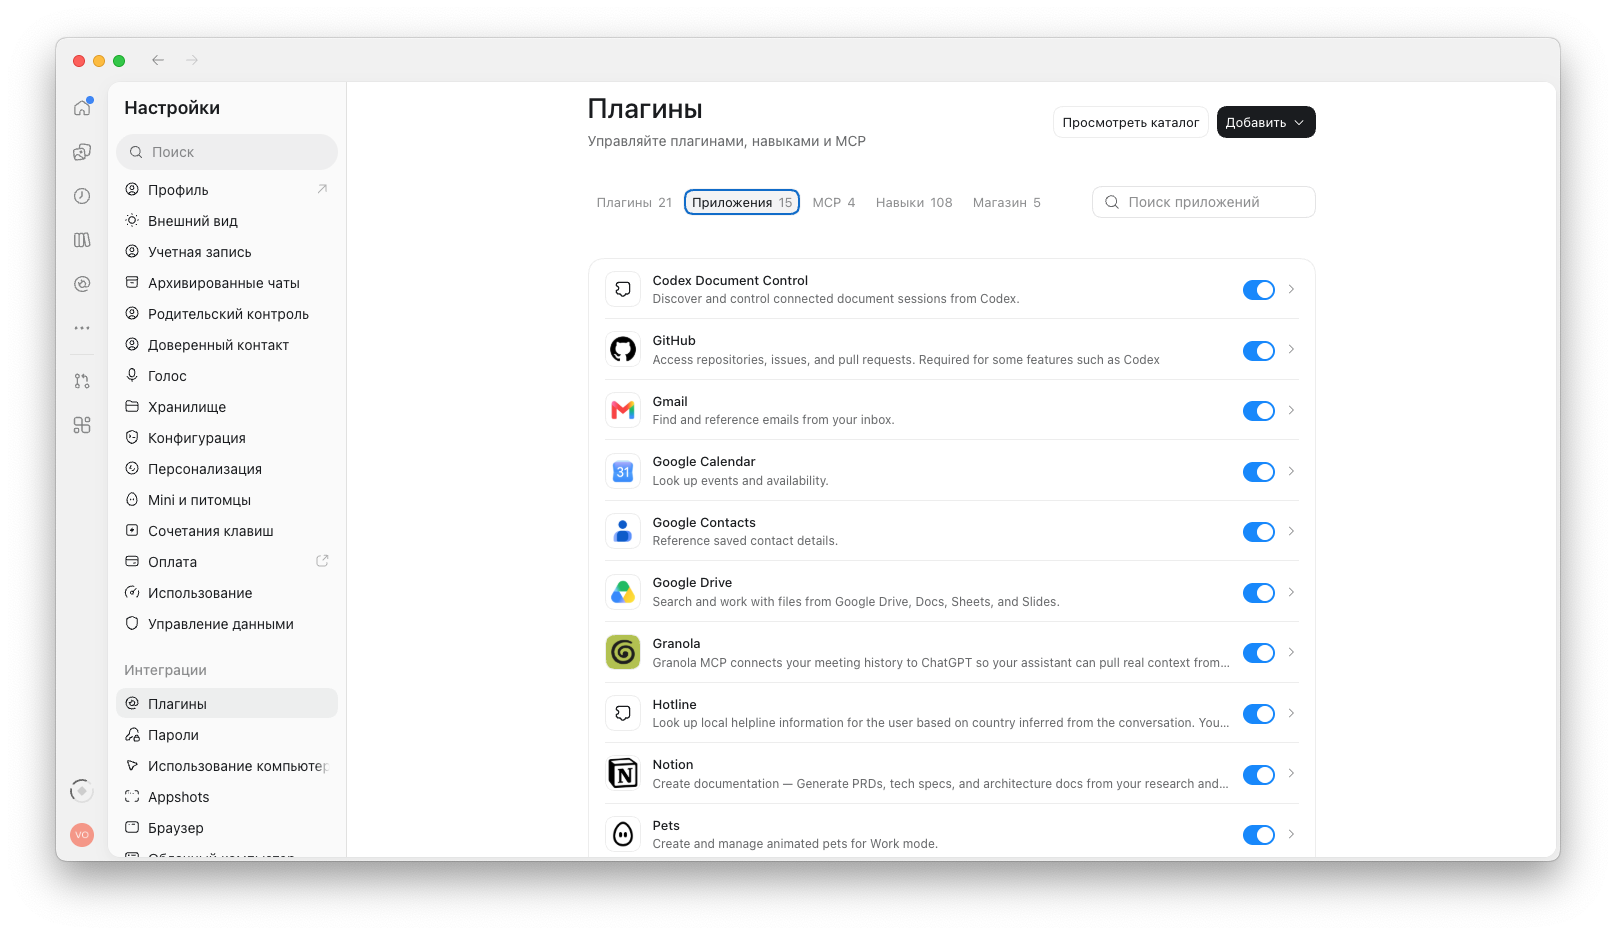 Настройки
Поиск
Профиль
Внешний вид
Учетная запись
Архивированные чаты
Родительский контроль
Доверенный контакт
Голос
Хранилище
Конфигурация
Персонализация
Mini и питомцы
Сочетания клавиш
Оплата
Использование
Управление данными
Интеграции
Плагины
Пароли
Использование компьютер
Appshots
Браузер
VO
Плагины
Управляйте плагинами, навыками и MCP
Просмотреть каталог
Добавить
Плагины 21 Приложения 15 MCP 4 Навыки 108 Магазин 5
Поиск приложений
Codex Document Control
Discover and control connected document sessions from Codex.
GitHub
Access repositories, issues, and pull requests. Required for some features such as Codex
Gmail
Find and reference emails from your inbox.
31
Google Calendar
Look up events and availability.
Google Contacts
Reference saved contact details.
Google Drive
Search and work with files from Google Drive, Docs, Sheets, and Slides.
Granola
Granola MCP connects your meeting history to ChatGPT so your assistant can pull real context from...
Hotline
Look up local helpline information for the user based on country inferred from the conversation. You...
Notion
Create documentation — Generate PRDs, tech specs, and architecture docs from your research and...
Pets
Create and manage animated pets for Work mode.